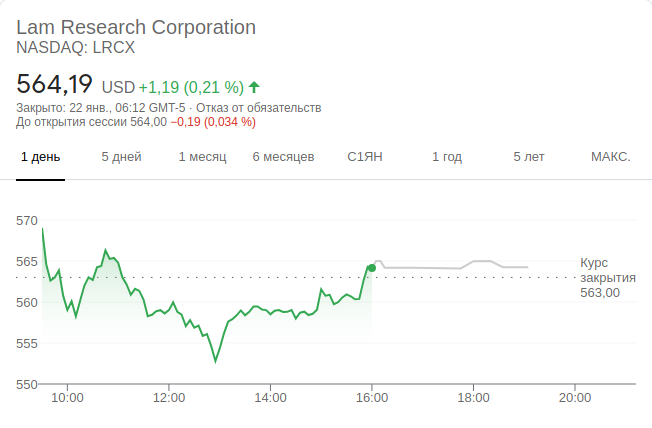 Lam Research Corporation
NASDAQ: LRCX
564,19 USD +1,19 (0,21 %)
Закрыто: 22 янв., 06:12 GMT-5 · Отказ от обязательств
До открытия сессии 564,00 −0,19 (0,034 %)
1 день 5 дней 1 месяц 6 месяцев С1ЯН 1 год 5 лет МАКС.
570
565
560
555
550
Курс
закрытия
563,00
10:00 12:00 14:00 16:00 18:00 20:00